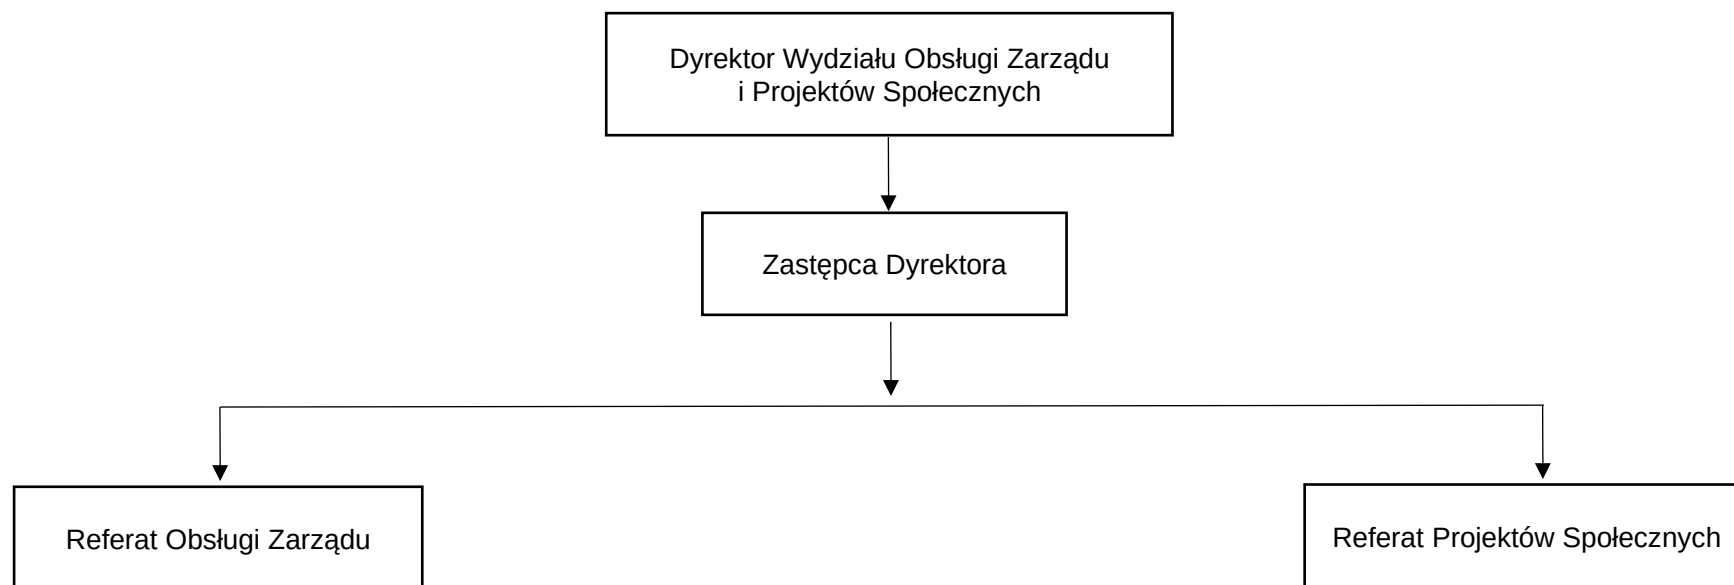 Dyrektor Wydziału Obsługi Zarządu
i Projektów Społecznych
Zastępca Dyrektora
Referat Obsługi Zarządu
Referat Projektów Społecznych